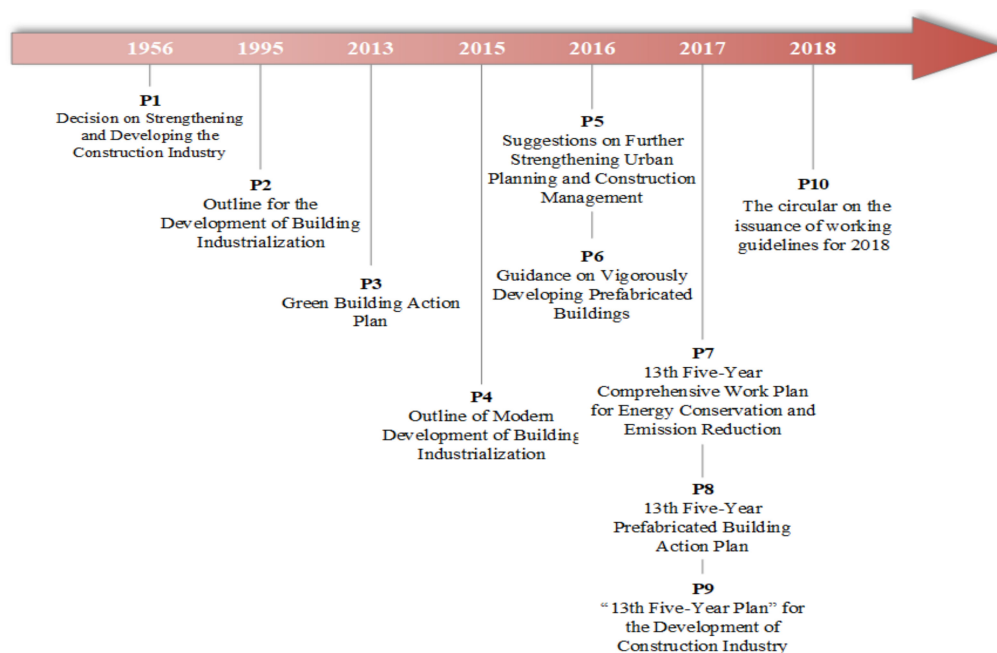 1956 1995 2013 2015 2016 2017 2018
P1
Decision on Strengthening
and Developing the
Construction Industry
P2
Outline for the
Development of Building
Industrialization
P3
Green Building Action
Plan
P4
Outline of Modern
Development of Building
Industrialization
P5
Suggestions on Further
Strengthening Urban
Planning and Construction
Management
P6
Guidance on Vigorously
Developing Prefabricated
Buildings
P7
13th Five-Year
Comprehensive Work Plan
for Energy Conservation and
Emission Reduction
P8
13th Five-Year
Prefabricated Building
Action Plan
P9
“13th Five-Year Plan” for
the Development of
Construction Industry
P10
The circular on the
issuance of working
guidelines for 2018